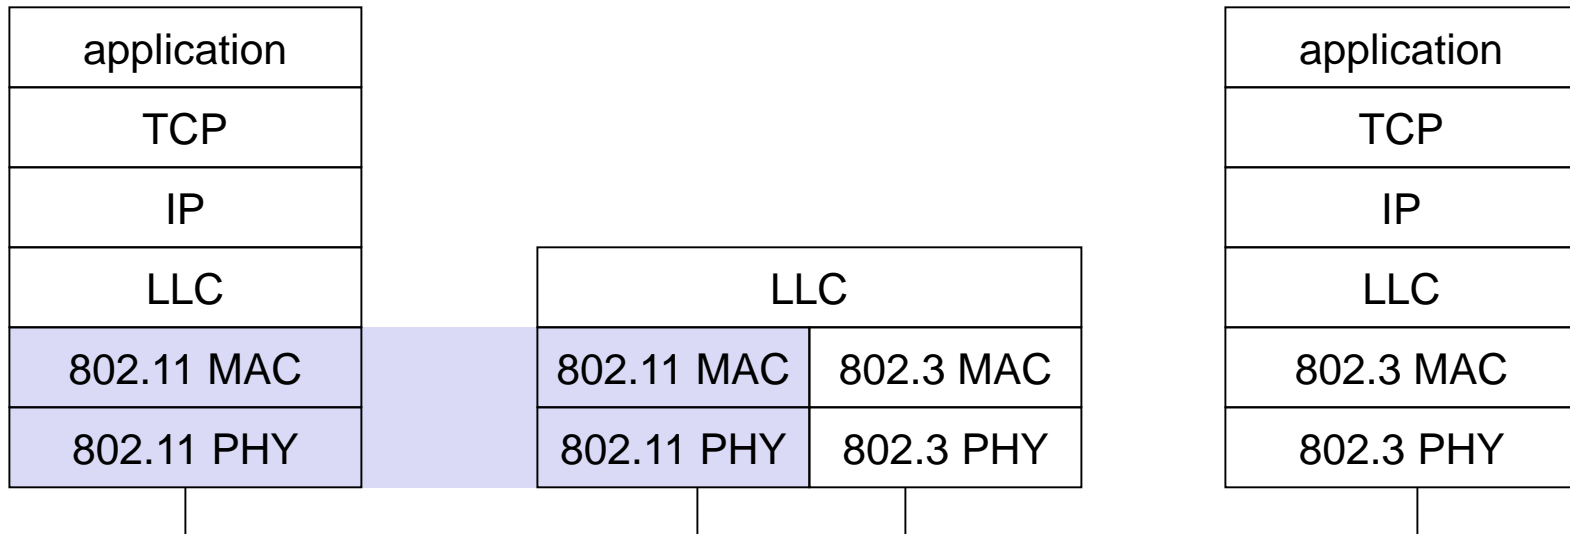 application
TCP
IP
LLC
802.11 MAC
802.11 PHY
LLC
802.11 MAC
802.3 MAC
802.11 PHY
802.3 PHY
application
TCP
IP
LLC
802.3 MAC
802.3 PHY